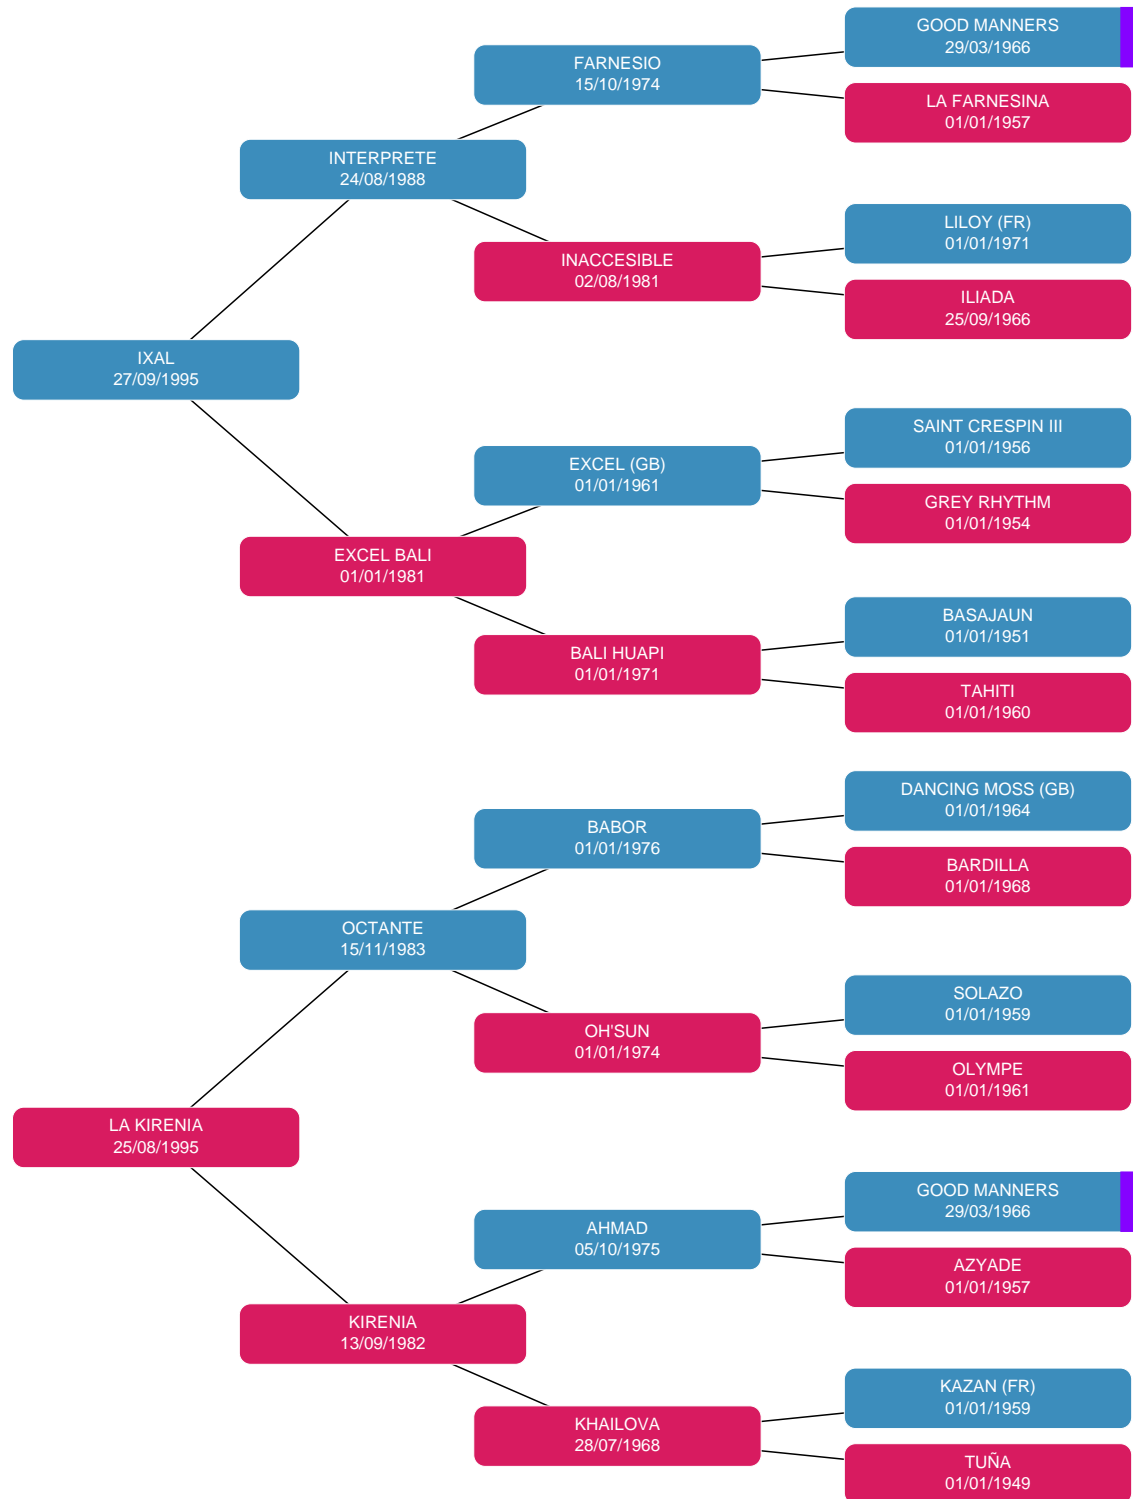 GOOD MANNERS
29/03/1966
FARNESIO
15/10/1974
LA FARNESINA
01/01/1957
INTERPRETE
24/08/1988
LILOY (FR)
01/01/1971
INACCESIBLE
02/08/1981
ILIADA
25/09/1966
IXAL
27/09/1995
SAINT CRESPIN III
01/01/1956
EXCEL (GB)
01/01/1961
GREY RHYTHM
01/01/1954
EXCEL BALI
01/01/1981
BASAJAUN
01/01/1951
BALI HUAPI
01/01/1971
TAHITI
01/01/1960
DANCING MOSS (GB)
01/01/1964
BABOR
01/01/1976
BARDILLA
01/01/1968
OCTANTE
15/11/1983
SOLAZO
01/01/1959
OH'SUN
01/01/1974
OLYMPE
01/01/1961
LA KIRENIA
25/08/1995
GOOD MANNERS
29/03/1966
AHMAD
05/10/1975
AZYADE
01/01/1957
KIRENIA
13/09/1982
KAZAN (FR)
01/01/1959
KHAILOVA
28/07/1968
TUÑA
01/01/1949